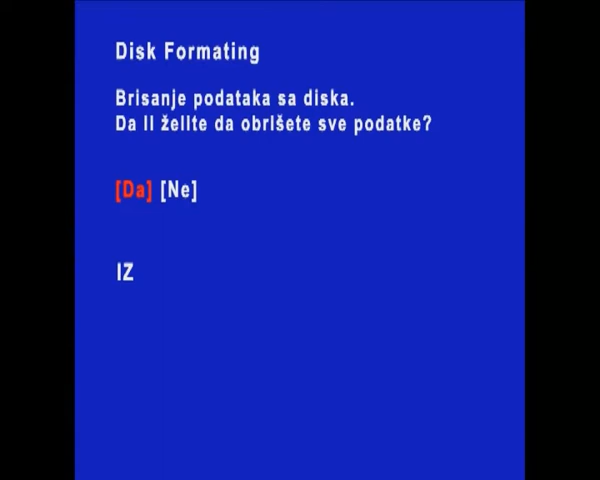 Disk Formating
Brisanje podataka sa diska.
Da li želite da obrišete sve podatke?
[Da] [Ne]
IZ